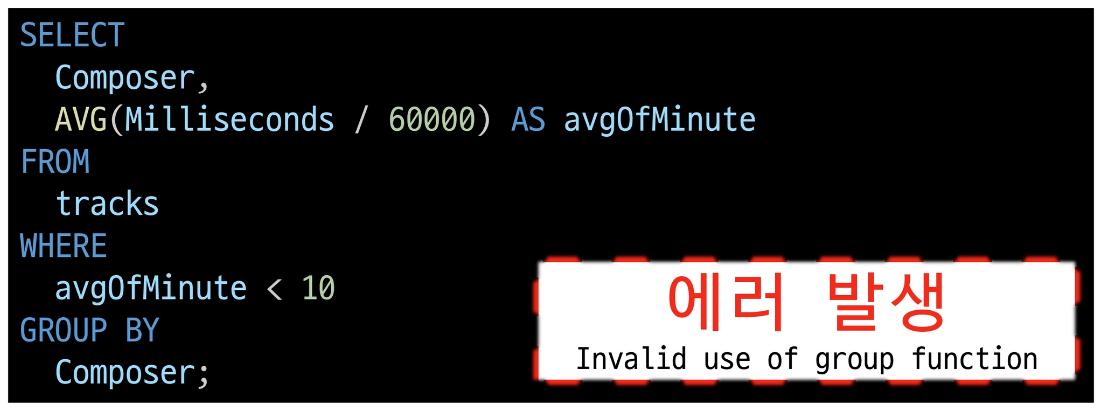 SELECT
Composer,
AVG(Milliseconds / 60000) AS avgOfMinute
FROM
tracks
WHERE
avgOfMinute < 10
GROUP BY
Composer;
에러 발생
Invalid use of group function